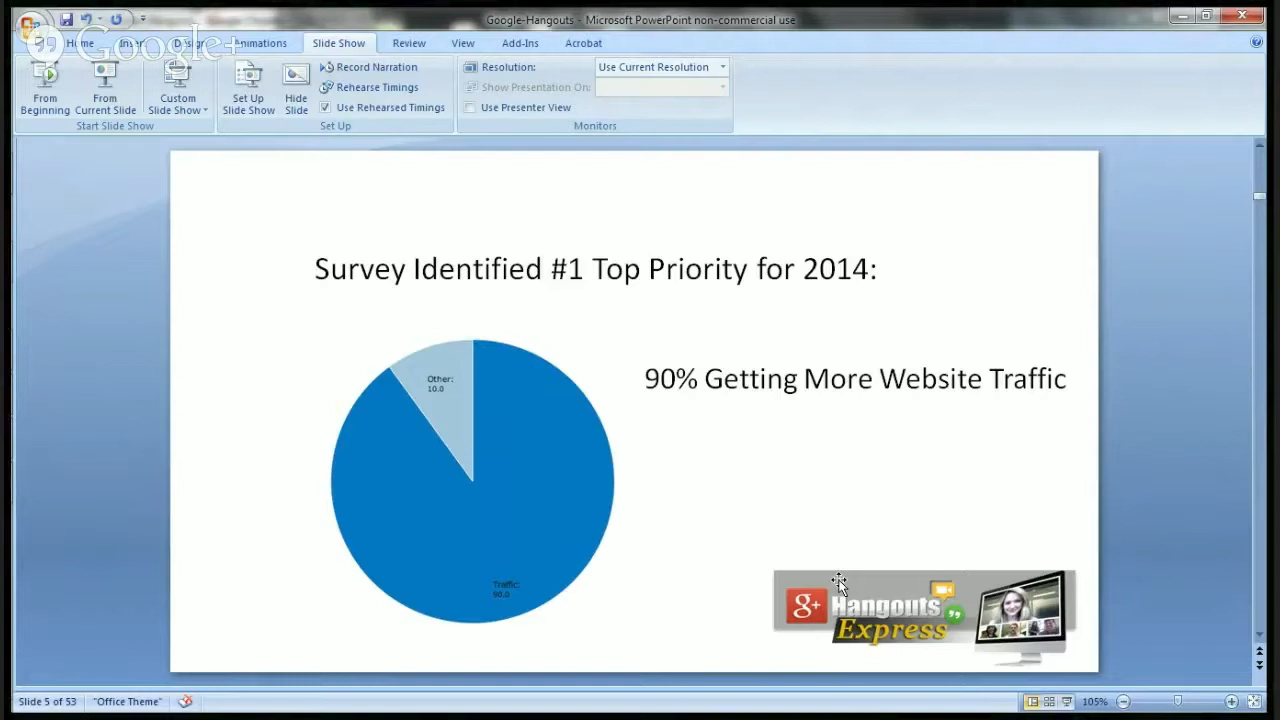 Google-Hangouts - Microsoft PowerPoint non-commercial use
Google+
Home Insert Design Animations Slide Show Review View Add-Ins Acrobat
From Beginning
From Current Slide
Custom Slide Show
Start Slide Show
Set Up Slide Show
Hide Slide
Record Narration
Rehearse Timings
Use Rehearsed Timings
Set Up
Resolution: Use Current Resolution
Show Presentation On:
Use Presenter View
Monitors
Survey Identified #1 Top Priority for 2014:
90% Getting More Website Traffic
Other:
10.0
Traffic:
90.0
g+ Hangouts
Express
Slide 5 of 53 "Office Theme" 105%